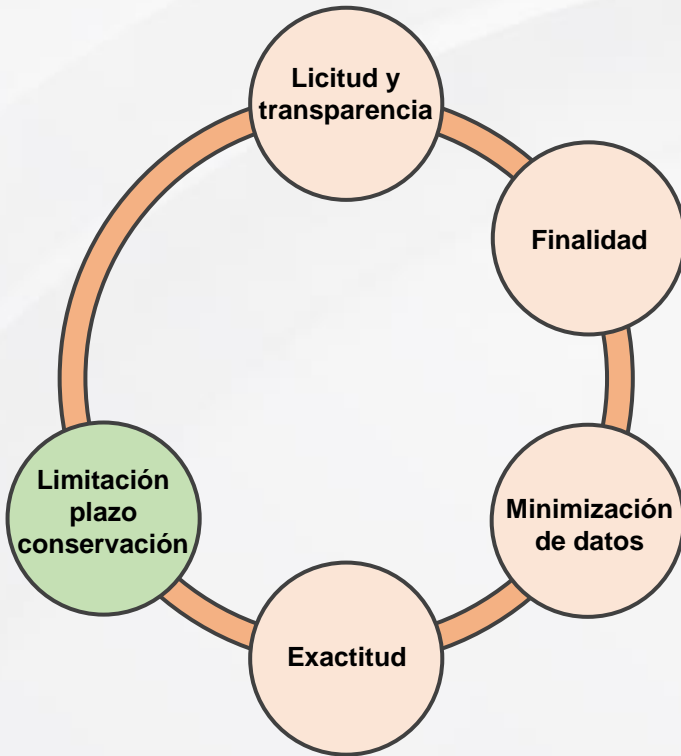 Licitud y
transparencia
Finalidad
Minimización
de datos
Exactitud
Limitación
plazo
conservación